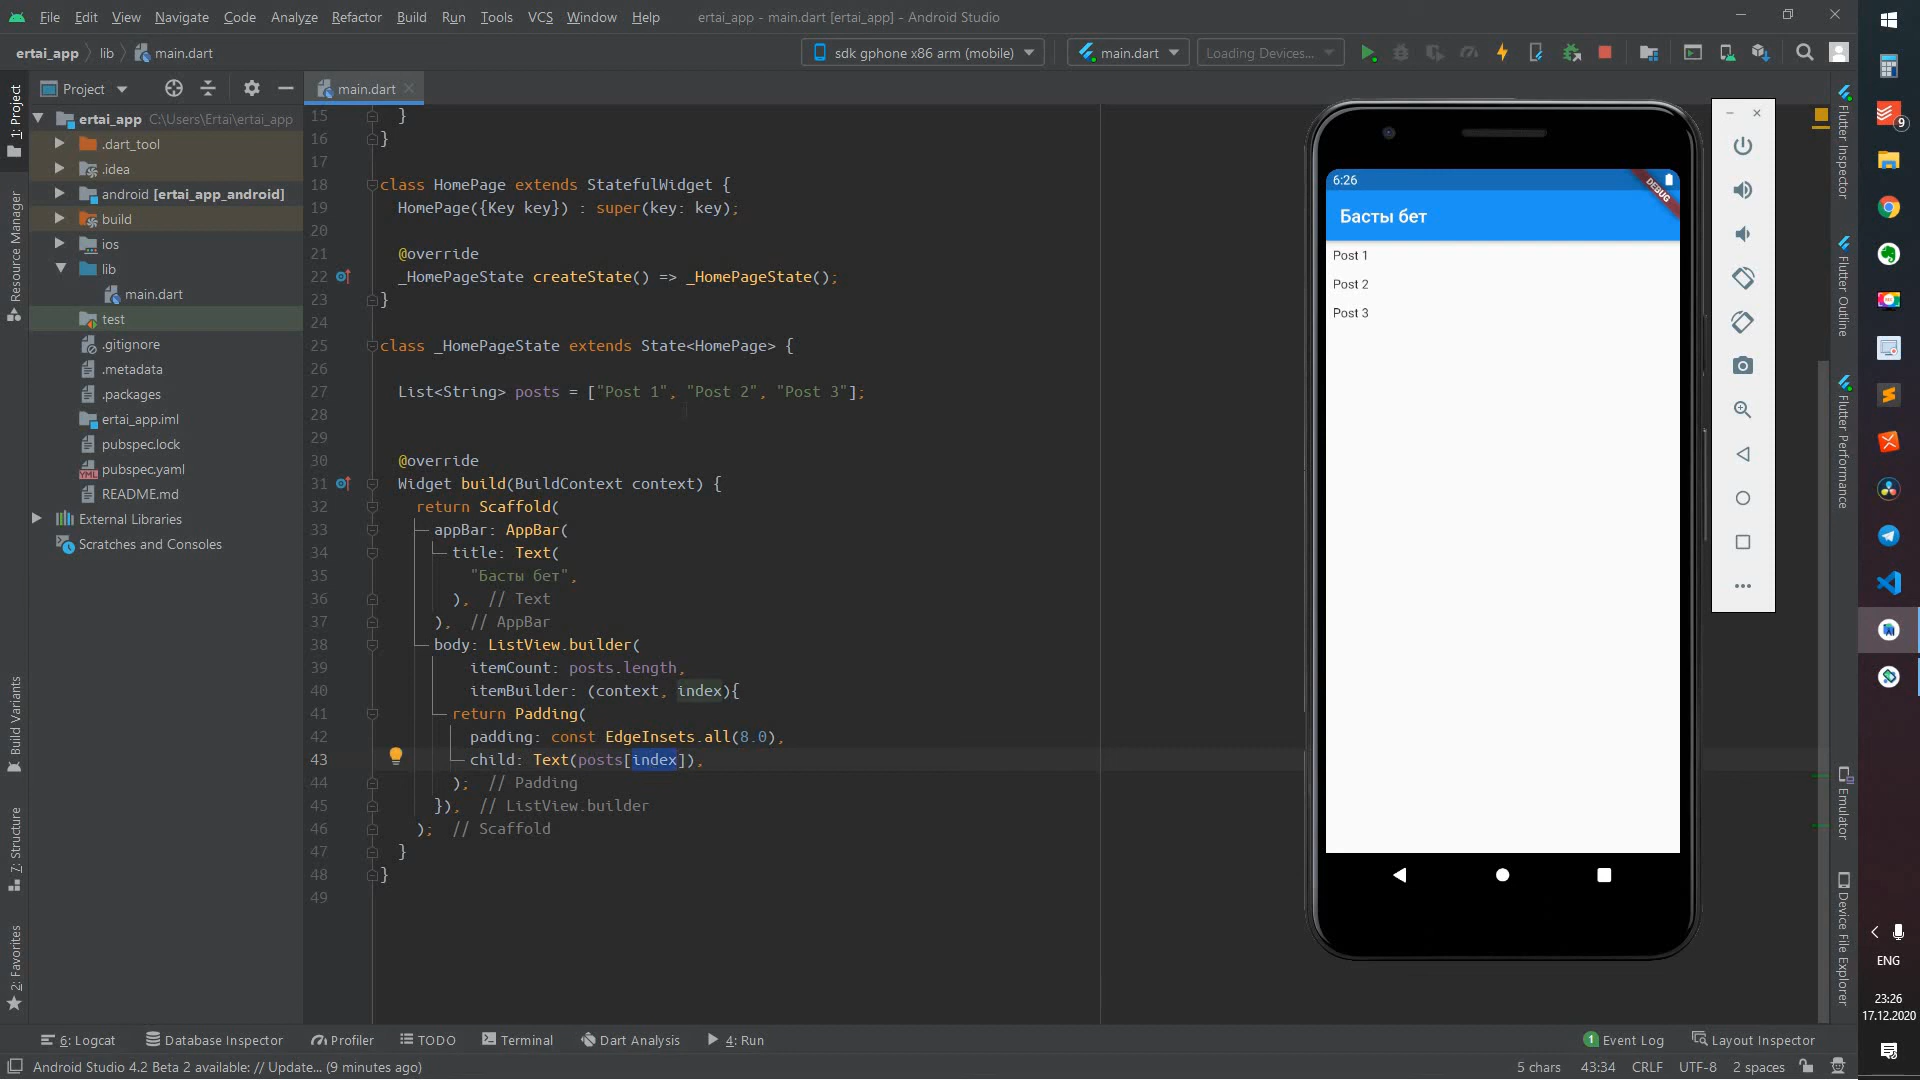 File Edit View Navigate Code Analyze Refactor Build Run Tools VCS Window Help ertai_app - main.dart [ertai_app] - Android Studio
ertai_app lib main.dart sdk gphone x86 arm (mobile) main.dart Loading Devices...
Project main.dart
1: Project
Resource Manager
Build Variants
7: Structure
2: Favorites
ertai_app C:\Users\Ertai\ertai_app
.dart_tool
.idea
android [ertai_app_android]
build
ios
lib
main.dart
test
.gitignore
.metadata
.packages
ertai_app.iml
pubspec.lock
pubspec.yaml
README.md
External Libraries
Scratches and Consoles
15 }
16 }
17
18 class HomePage extends StatefulWidget {
19 HomePage({Key key}) : super(key: key);
20
21 @override
22 _HomePageState createState() => _HomePageState();
23 }
24
25 class _HomePageState extends State<HomePage> {
26
27 List<String> posts = ["Post 1", "Post 2", "Post 3"];
28
29
30 @override
31 Widget build(BuildContext context) {
32 return Scaffold(
33 appBar: AppBar(
34 title: Text(
35 "Басты бет",
36 ), // Text
37 ), // AppBar
38 body: ListView.builder(
39 itemCount: posts.length,
40 itemBuilder: (context, index){
41 return Padding(
42 padding: const EdgeInsets.all(8.0),
43 child: Text(posts[index]),
44 ); // Padding
45 }), // ListView.builder
46 ); // Scaffold
47 }
48 }
49
6:26
DEBUG
Басты бет
Post 1
Post 2
Post 3
Flutter Inspector
Flutter Outline
Flutter Performance
Emulator
Device File Explorer
9
ENG
23:26
17.12.2020
6: Logcat Database Inspector Profiler TODO Terminal Dart Analysis 4: Run 1 Event Log Layout Inspector
Android Studio 4.2 Beta 2 available: // Update... (9 minutes ago) 5 chars 43:34 CRLF UTF-8 2 spaces